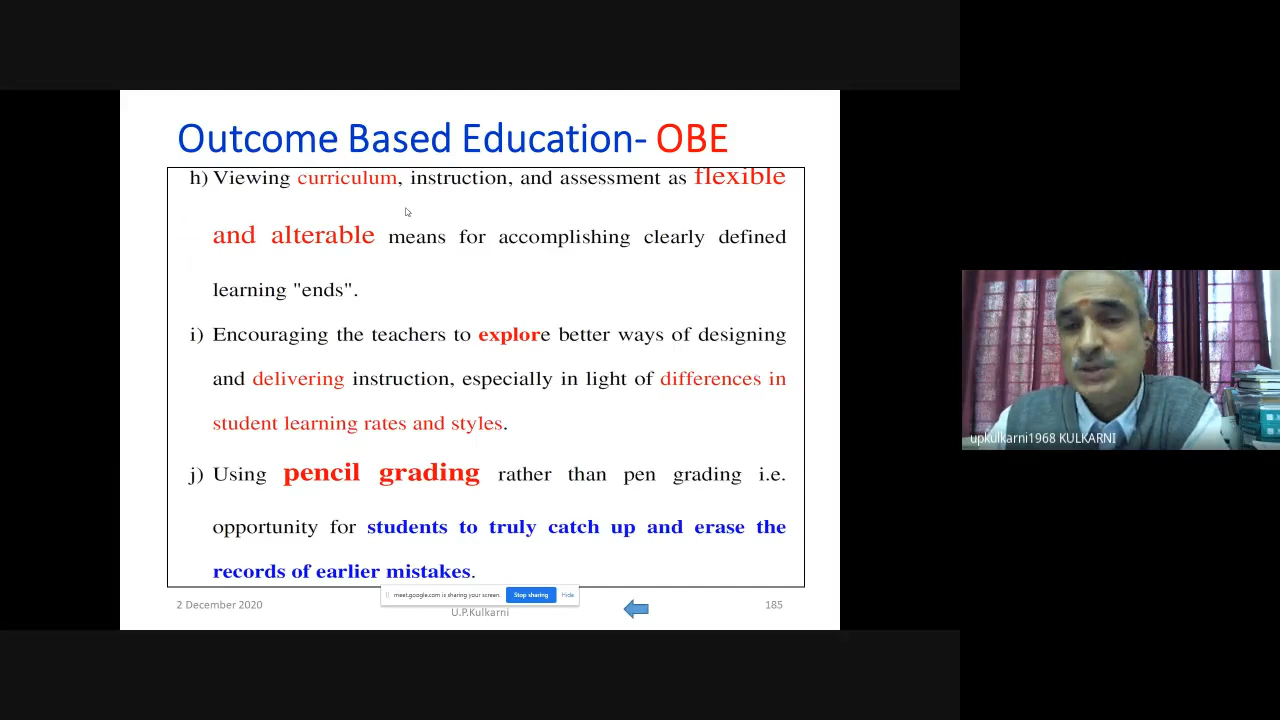 Outcome Based Education- OBE
h) Viewing curriculum, instruction, and assessment as flexible
and alterable means for accomplishing clearly defined
learning "ends".
i) Encouraging the teachers to explore better ways of designing
and delivering instruction, especially in light of differences in
student learning rates and styles.
j) Using pencil grading rather than pen grading i.e.
opportunity for students to truly catch up and erase the
records of earlier mistakes.
meet.google.com is sharing your screen. Stop sharing Hide
2 December 2020
U.P.Kulkarni
185
upkulkarni1968 KULKARNI